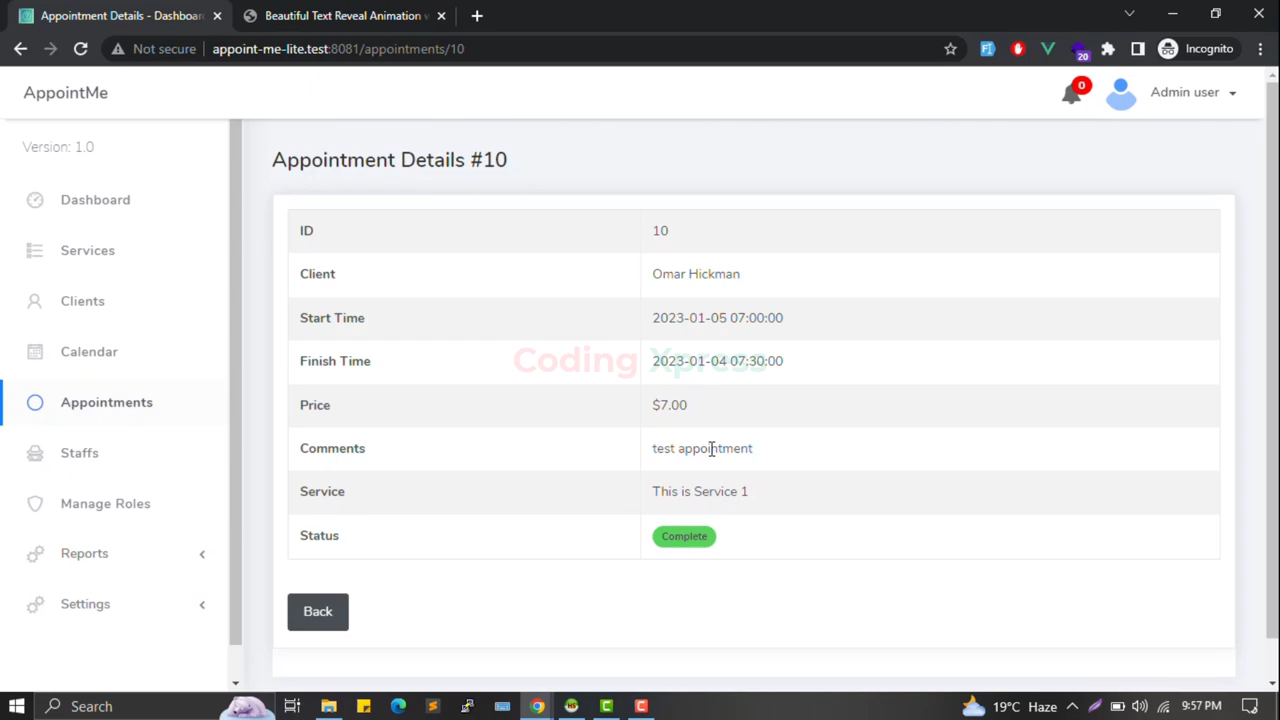 Appointment Details - Dashboard
Beautiful Text Reveal Animation
Not secure
appoint-me-lite.test:8081/appointments/10
20
Incognito
AppointMe
0
Admin user
Version: 1.0
Dashboard
Services
Clients
Calendar
Appointments
Staffs
Manage Roles
Reports
Settings
Appointment Details #10
ID 10
Client Omar Hickman
Start Time 2023-01-05 07:00:00
Finish Time 2023-01-04 07:30:00
Coding Xpress
Price $7.00
Comments test appointment
Service This is Service 1
Status Complete
Back
Search
19°C Haze
9:57 PM